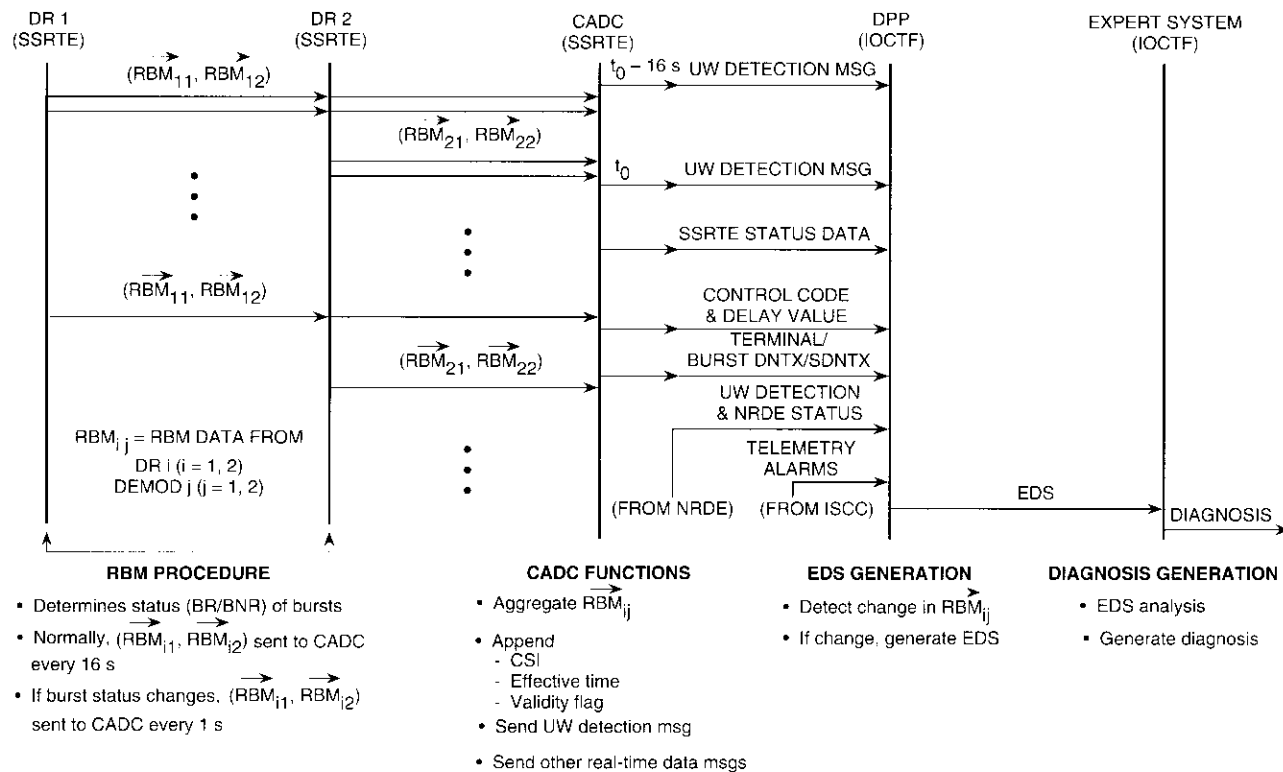 DR 1
(SSRTE)
DR 2
(SSRTE)
CADC
(SSRTE)
DPP
(IOCTF)
EXPERT SYSTEM
(IOCTF)
(RBM11, RBM12)
t0 – 16 s UW DETECTION MSG
(RBM21, RBM22)
t0 UW DETECTION MSG
SSRTE STATUS DATA
(RBM11, RBM12)
CONTROL CODE
& DELAY VALUE
TERMINAL/
BURST DNTX/SDNTX
(RBM21, RBM22)
UW DETECTION
& NRDE STATUS
RBMij = RBM DATA FROM
DR i (i = 1, 2)
DEMOD j (j = 1, 2)
TELEMETRY
ALARMS
(FROM NRDE)
(FROM ISCC)
EDS
DIAGNOSIS
RBM PROCEDURE
• Determines status (BR/BNR) of bursts
• Normally, (RBMi1, RBMi2) sent to CADC
every 16 s
• If burst status changes, (RBMi1, RBMi2)
sent to CADC every 1 s
CADC FUNCTIONS
• Aggregate RBMij
• Append
- CSI
- Effective time
- Validity flag
• Send UW detection msg
• Send other real-time data msgs
EDS GENERATION
• Detect change in RBMij
• If change, generate EDS
DIAGNOSIS GENERATION
• EDS analysis
• Generate diagnosis